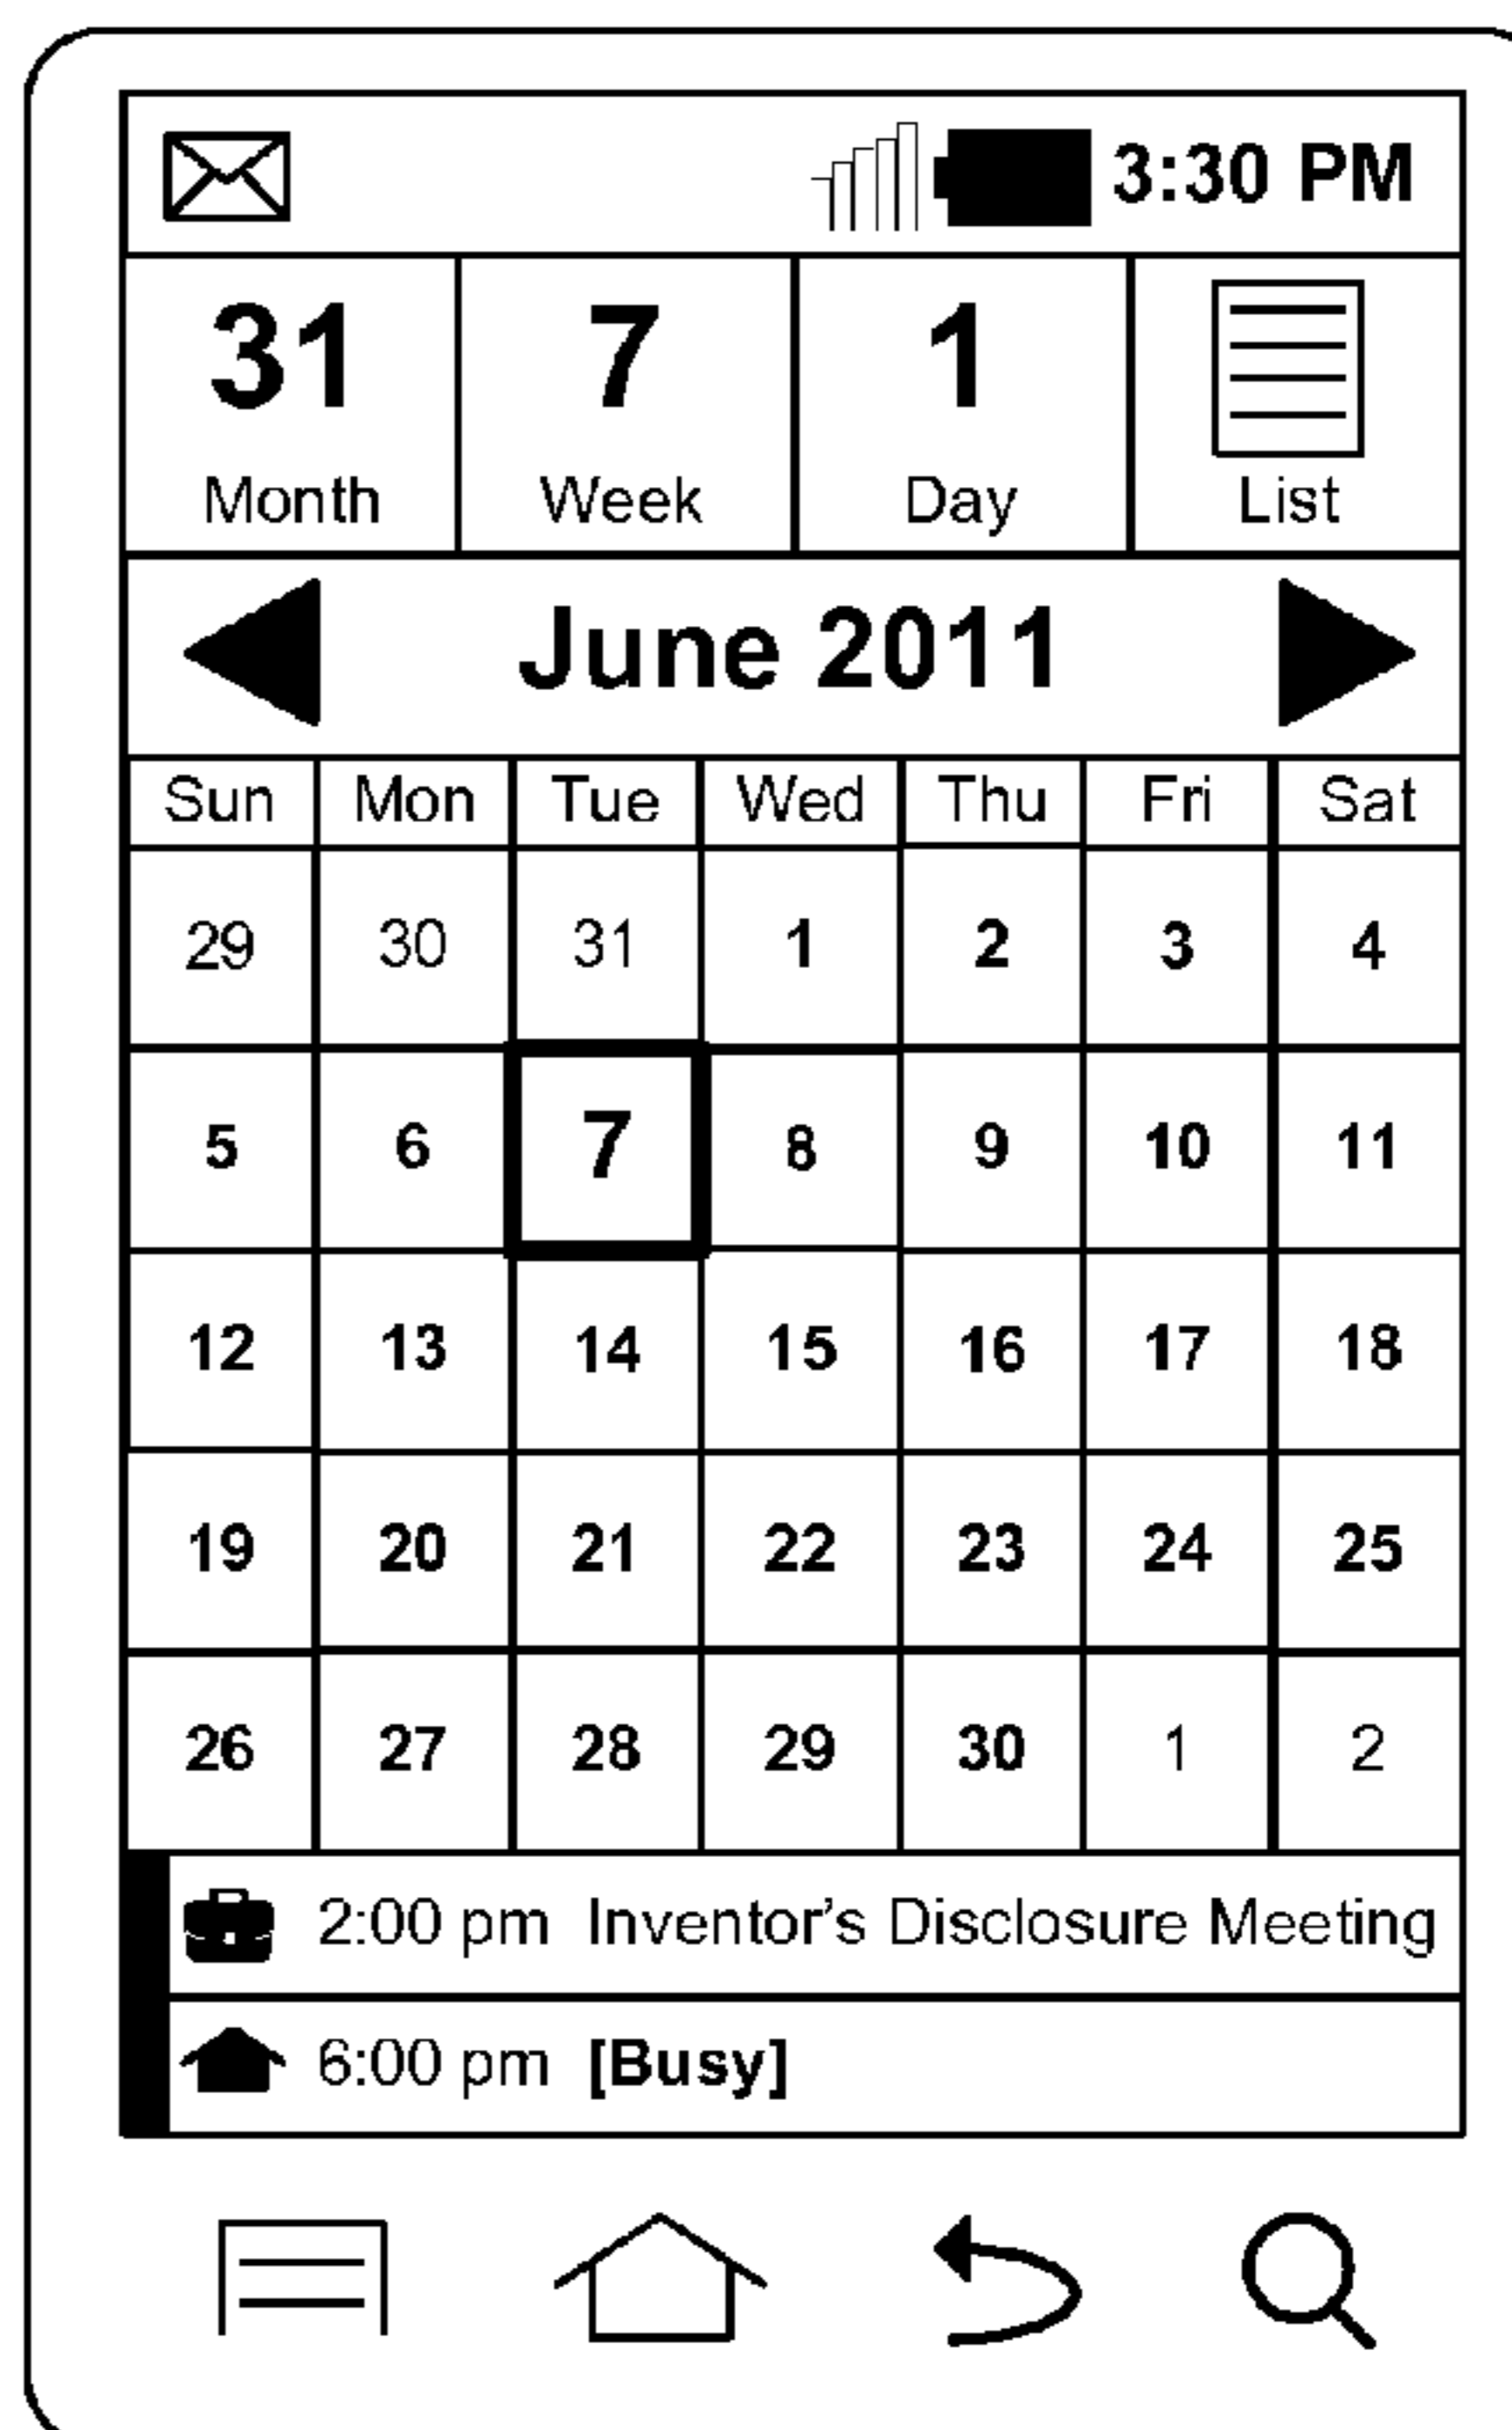 3:30 PM
31 7 1
Month Week Day List
June 2011
Sun Mon Tue Wed Thu Fri Sat
29 30 31 1 2 3 4
5 6 7 8 9 10 11
12 13 14 15 16 17 18
19 20 21 22 23 24 25
26 27 28 29 30 1 2
2:00 pm Inventor’s Disclosure Meeting
6:00 pm [Busy]